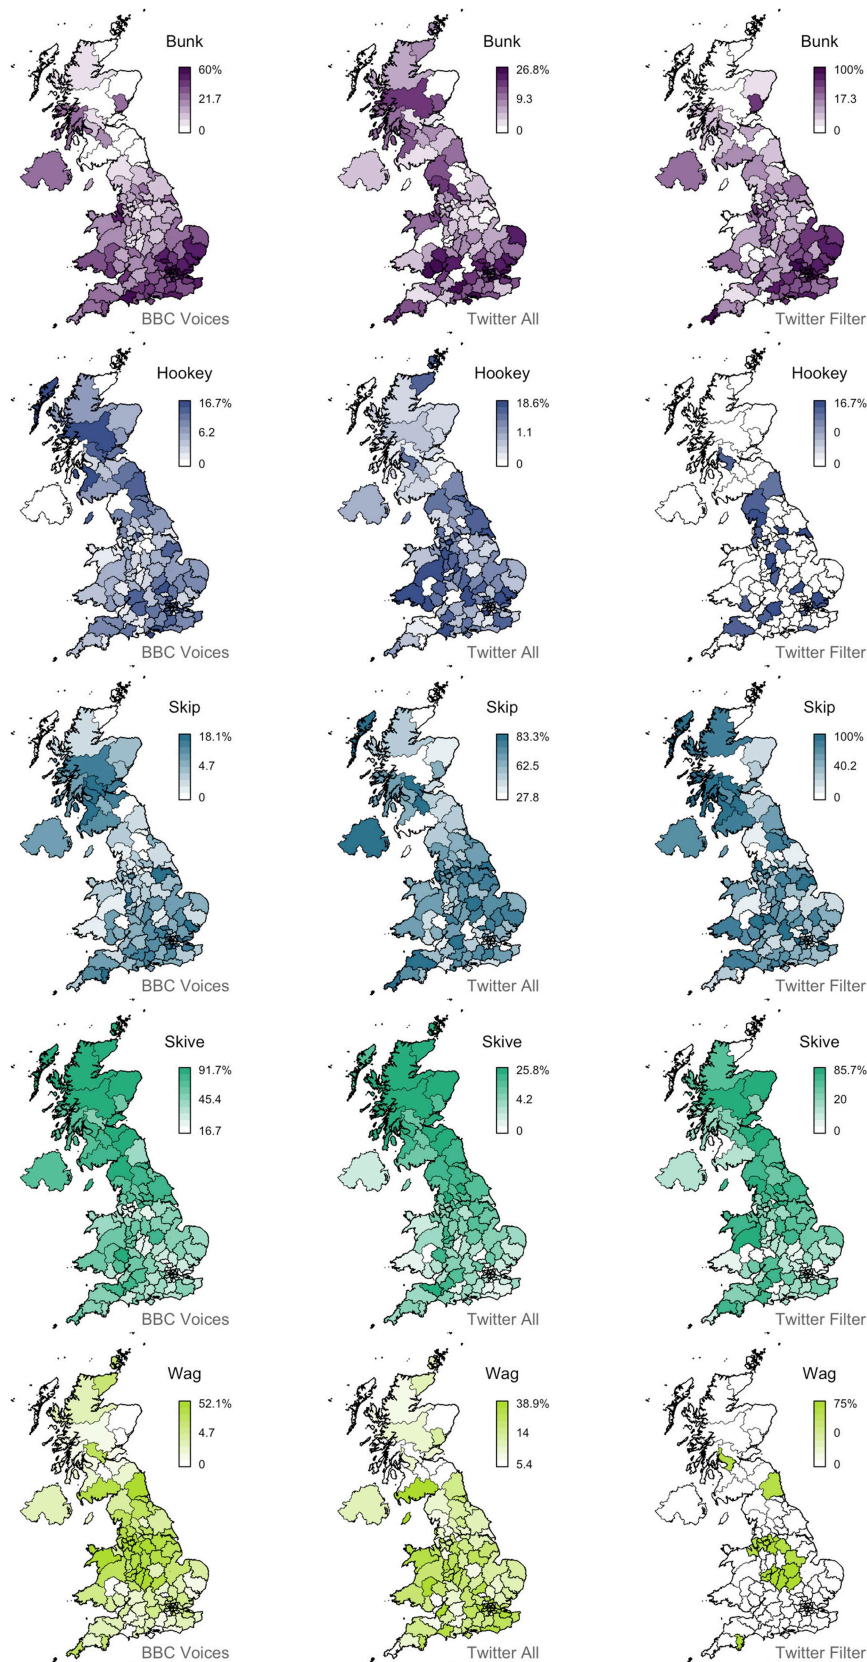 Bunk
60%
21.7
0
BBC Voices
Bunk
26.8%
9.3
0
Twitter All
Bunk
100%
17.3
0
Twitter Filter
Hookey
16.7%
6.2
0
BBC Voices
Hookey
18.6%
1.1
0
Twitter All
Hookey
16.7%
0
0
Twitter Filter
Skip
18.1%
4.7
0
BBC Voices
Skip
83.3%
62.5
27.8
Twitter All
Skip
100%
40.2
0
Twitter Filter
Skive
91.7%
45.4
16.7
BBC Voices
Skive
25.8%
4.2
0
Twitter All
Skive
85.7%
20
0
Twitter Filter
Wag
52.1%
4.7
0
BBC Voices
Wag
38.9%
14
5.4
Twitter All
Wag
75%
0
0
Twitter Filter